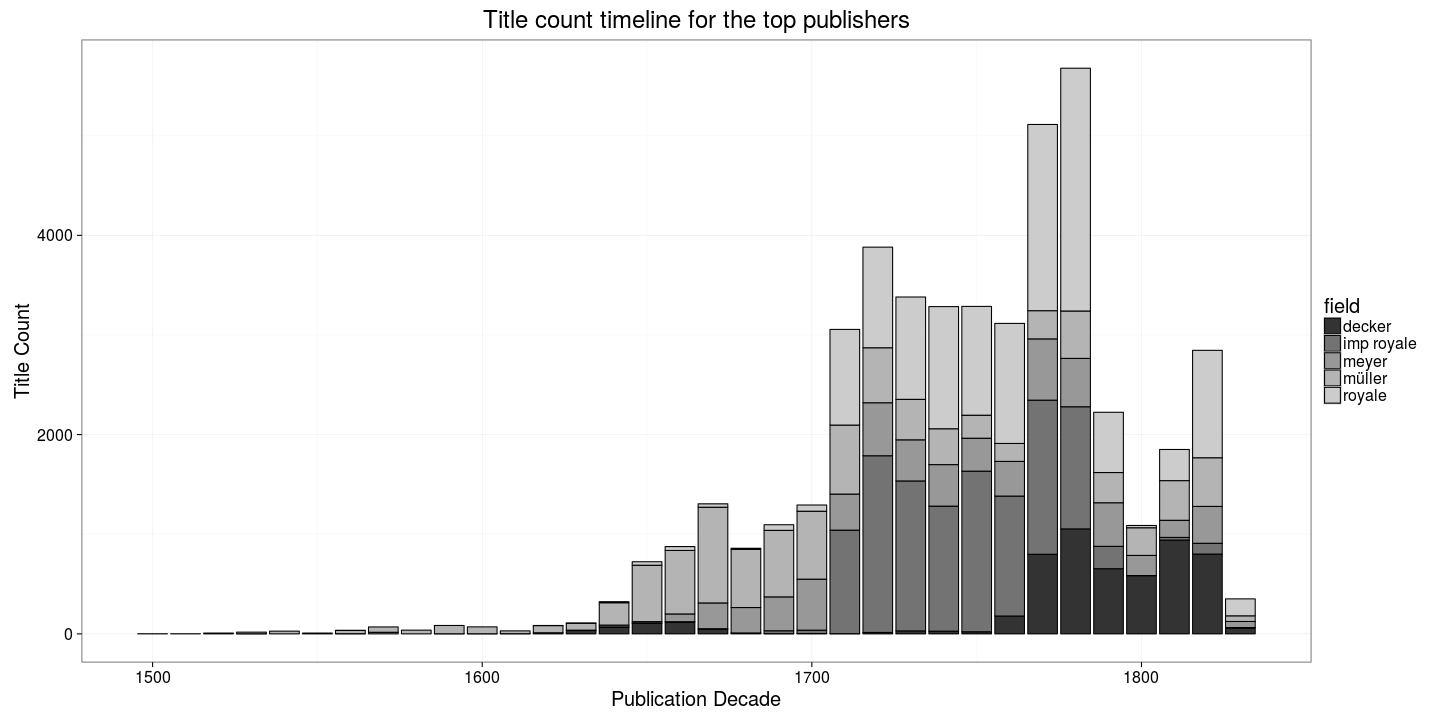 Title count timeline for the top publishers
Title Count
4000
2000
0
1500
1600
1700
1800
Publication Decade
field
decker
imp royale
meyer
müller
royale